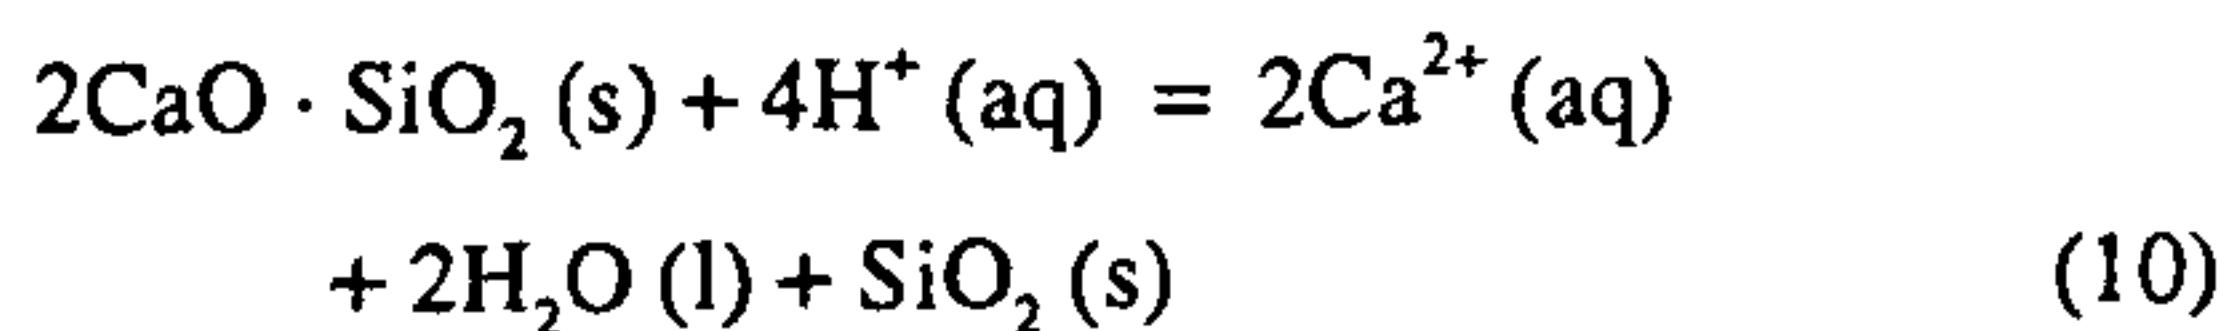 2CaO · SiO₂ (s) + 4H⁺ (aq) = 2Ca²⁺ (aq)
+ 2H₂O (l) + SiO₂ (s) (10)